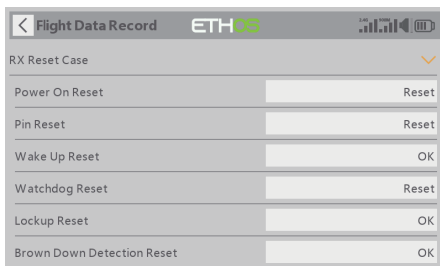 Flight Data Record ETHOS
RX Reset Case
Power On Reset Reset
Pin Reset Reset
Wake Up Reset OK
Watchdog Reset Reset
Lockup Reset OK
Brown Down Detection Reset OK